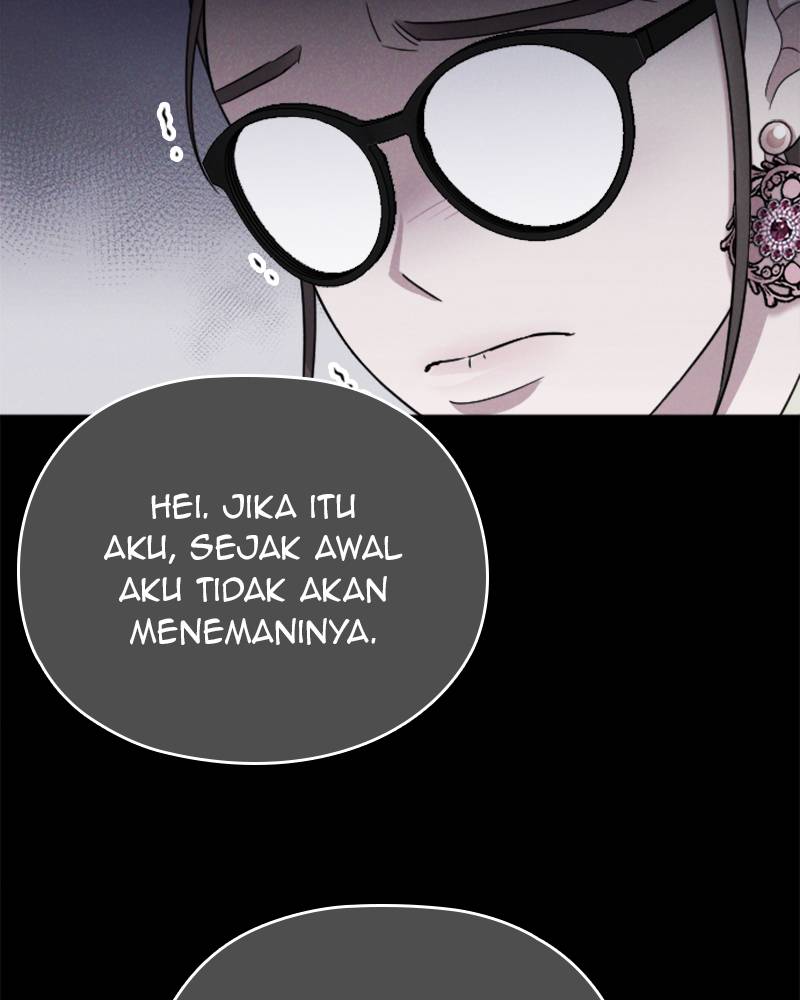 HEI. JIKA ITU
AKU, SEJAK AWAL
AKU TIDAK AKAN
MENEMANINYA.